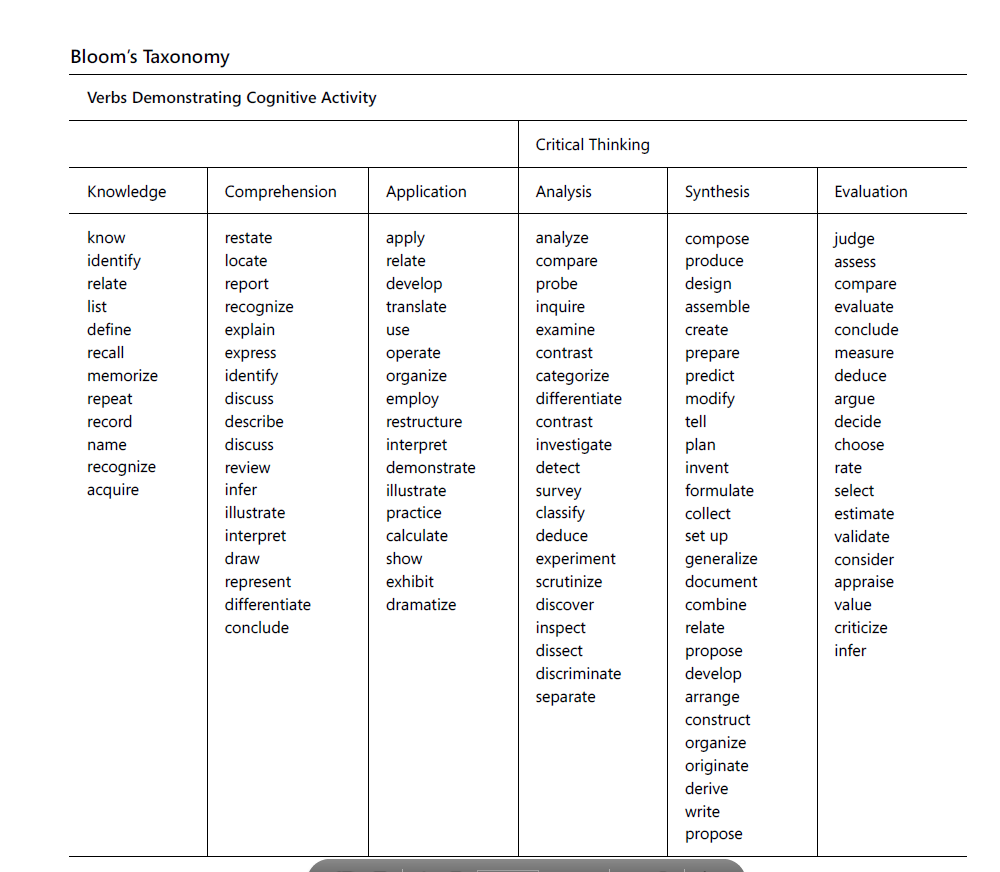 Bloom's Taxonomy
Verbs Demonstrating Cognitive Activity
Critical Thinking
Knowledge Comprehension Application Analysis Synthesis Evaluation
know restate apply analyze compose judge
identify locate relate compare produce assess
relate report develop probe design compare
list recognize translate inquire assemble evaluate
define explain use examine create conclude
recall express operate contrast prepare measure
memorize identify organize categorize predict deduce
repeat discuss employ differentiate modify argue
record describe restructure contrast tell decide
name discuss interpret investigate plan choose
recognize review demonstrate detect invent rate
acquire infer illustrate survey formulate select
illustrate practice classify collect estimate
interpret calculate deduce set up validate
draw show experiment generalize consider
represent exhibit scrutinize document appraise
differentiate dramatize discover combine value
conclude inspect relate criticize
dissect propose infer
discriminate develop
separate arrange
construct
organize
originate
derive
write
propose